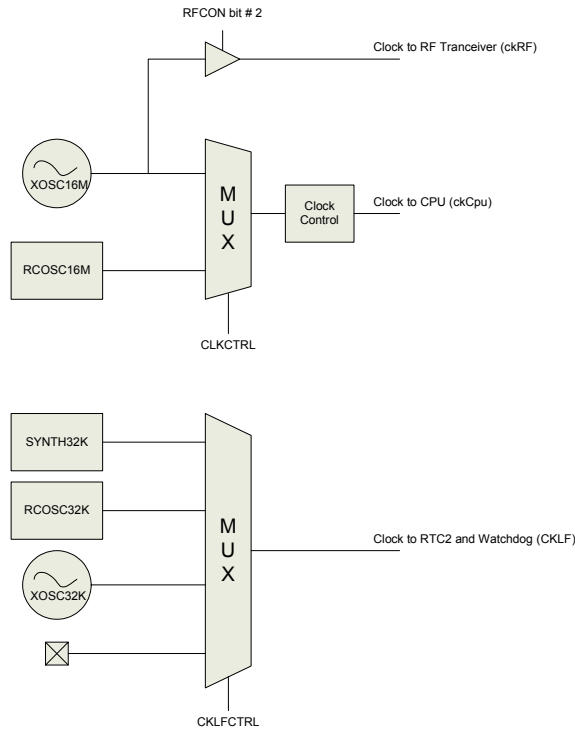 RFCON bit # 2
Clock to RF Tranceiver (ckRF)
XOSC16M
M
U
X
Clock
Control
Clock to CPU (ckCpu)
RCOSC16M
CLKCTRL
SYNTH32K
RCOSC32K
M
U
X
Clock to RTC2 and Watchdog (CKLF)
XOSC32K
CKLFCTRL